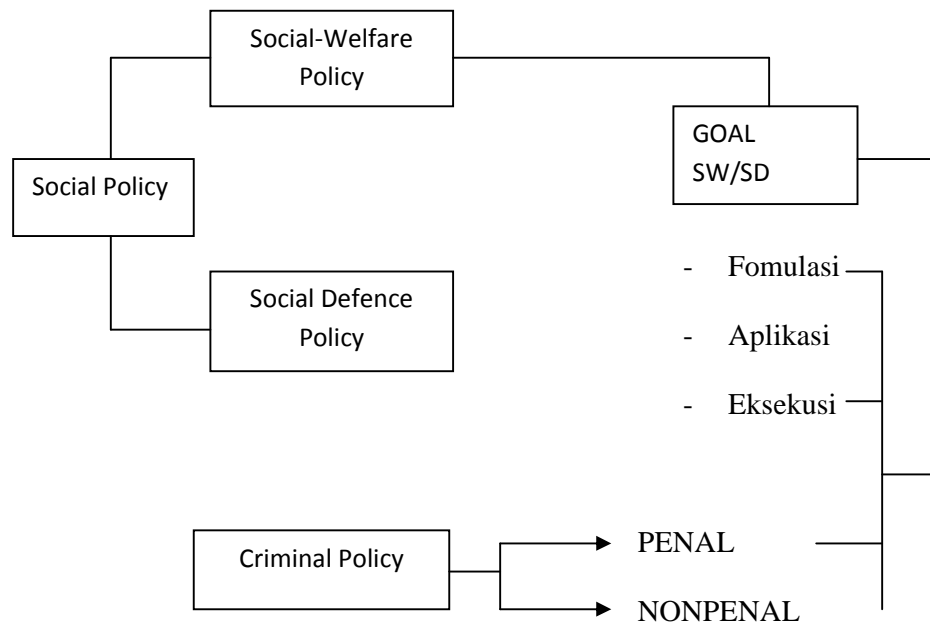 Social-Welfare
Policy
GOAL
SW/SD
Social Policy
- Fomulasi
Social Defence
Policy
- Aplikasi
- Eksekusi
Criminal Policy
PENAL
NONPENAL